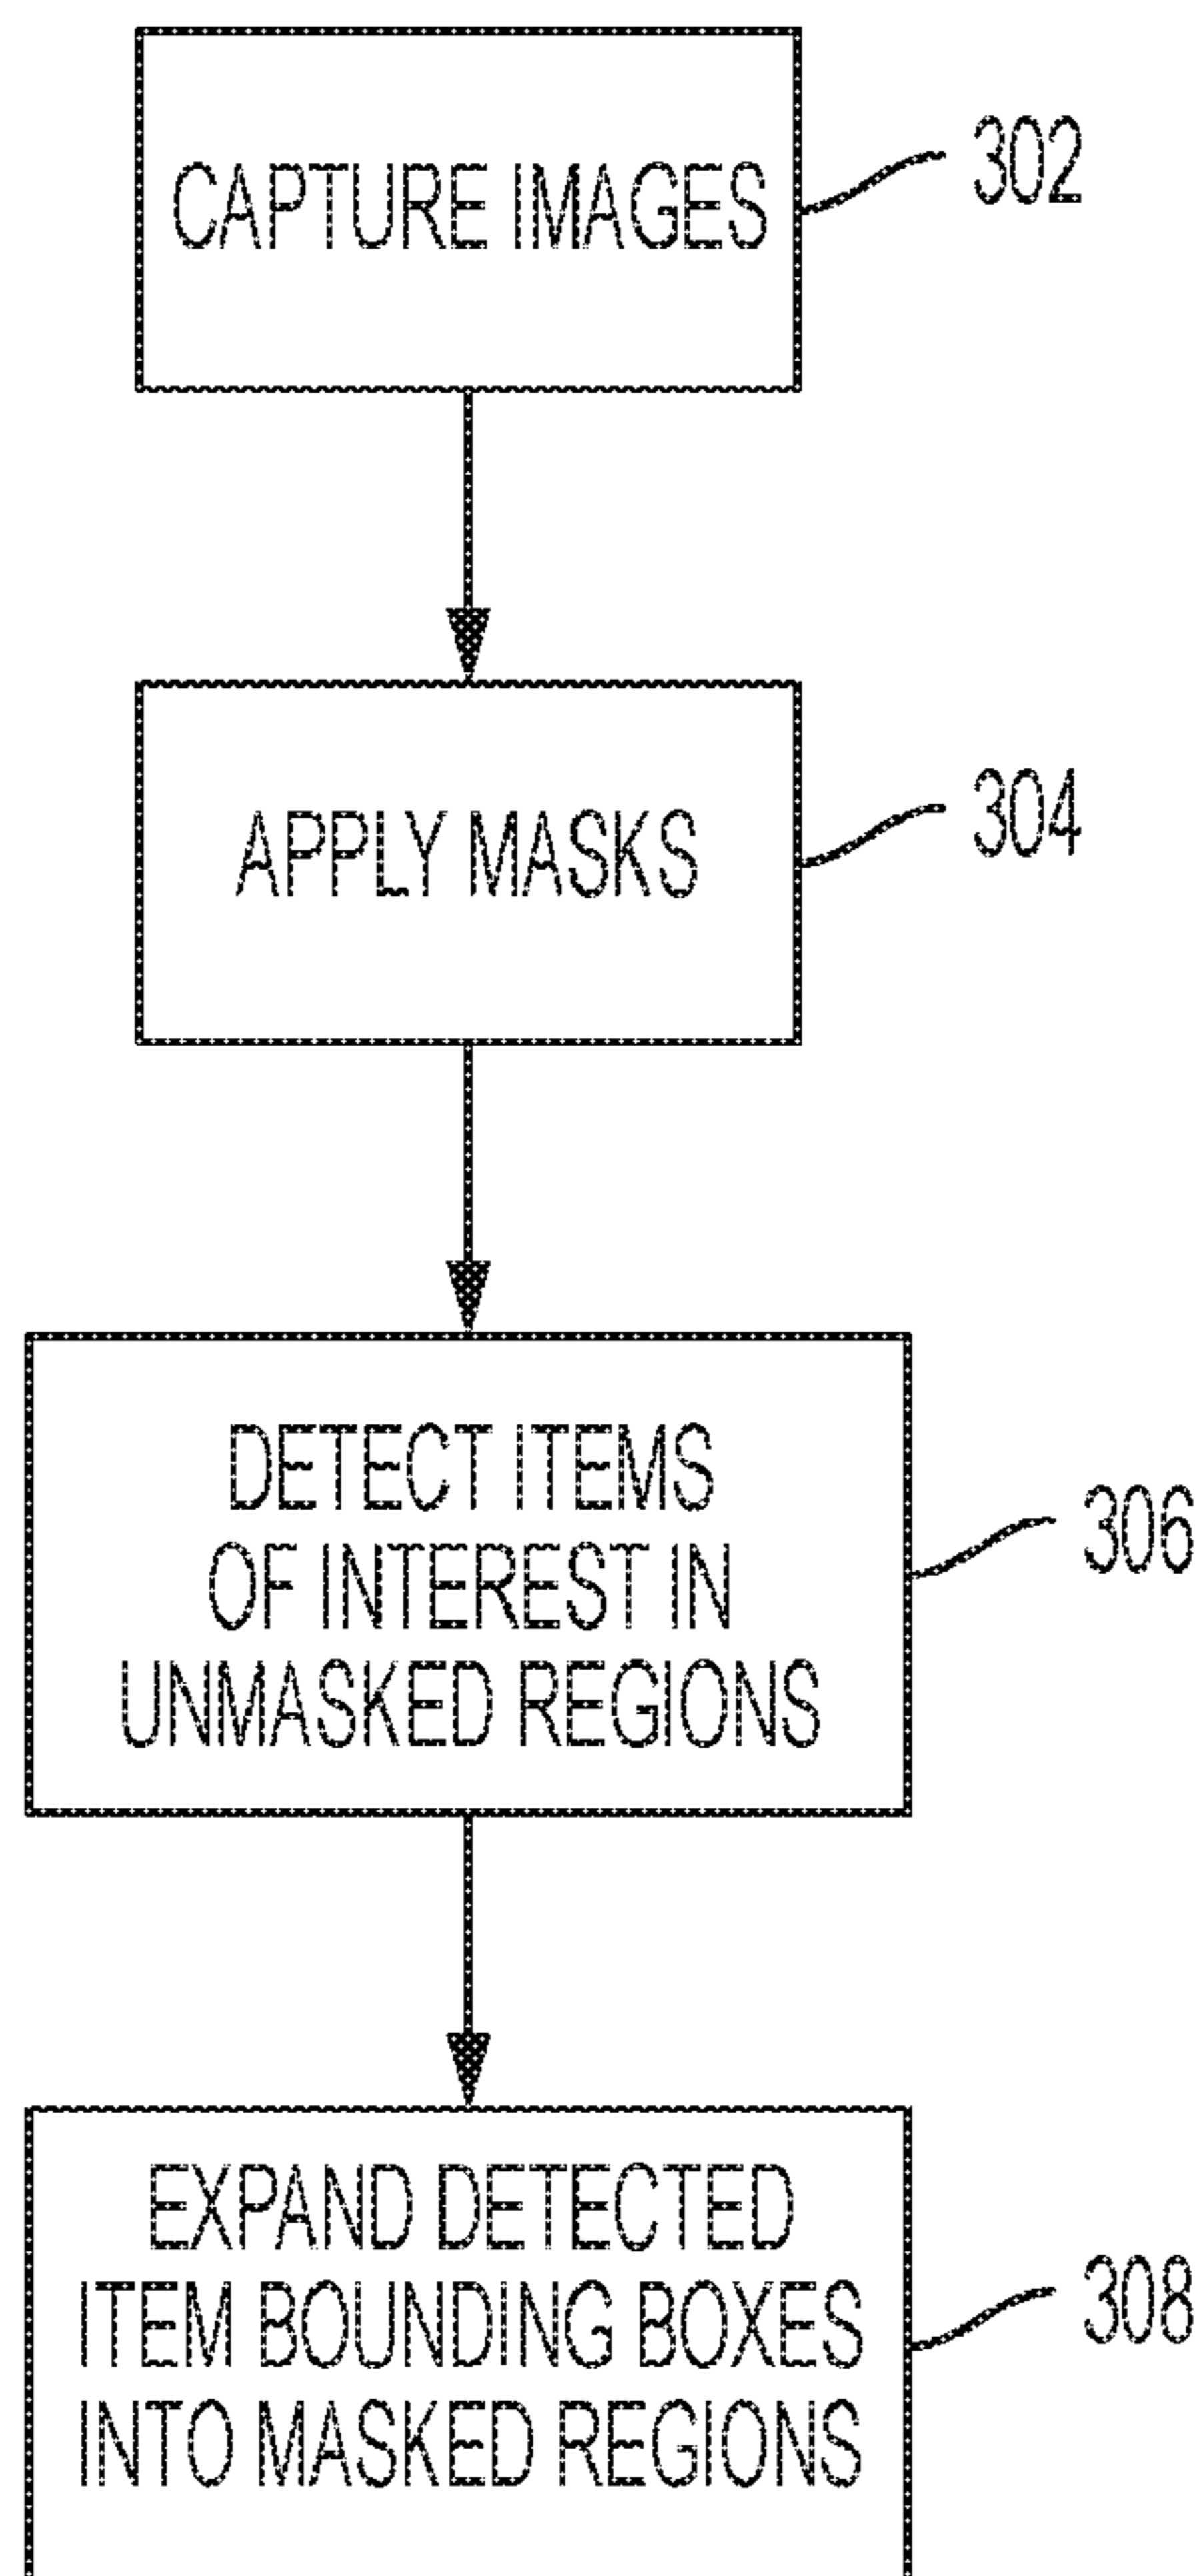 CAPTURE IMAGES
302
APPLY MASKS
304
DETECT ITEMS
OF INTEREST IN
UNMASKED REGIONS
306
EXPAND DETECTED
ITEM BOUNDING BOXES
INTO MASKED REGIONS
308